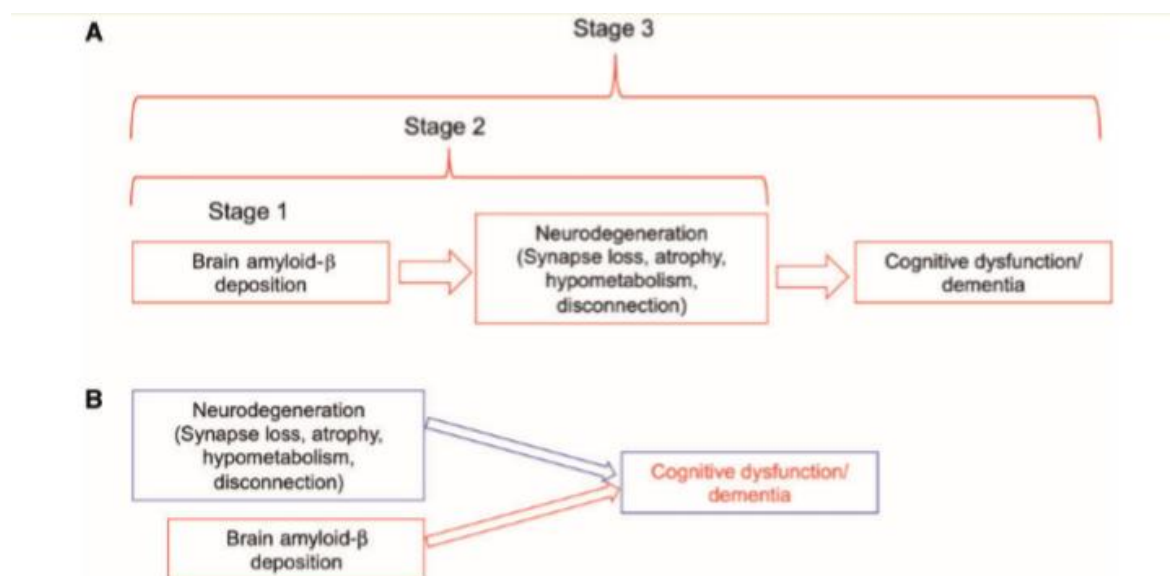 A
Stage 3
Stage 2
Stage 1
Brain amyloid-β
deposition
Neurodegeneration
(Synapse loss, atrophy,
hypometabolism,
disconnection)
Cognitive dysfunction/
dementia
B
Neurodegeneration
(Synapse loss, atrophy,
hypometabolism,
disconnection)
Cognitive dysfunction/
dementia
Brain amyloid-β
deposition